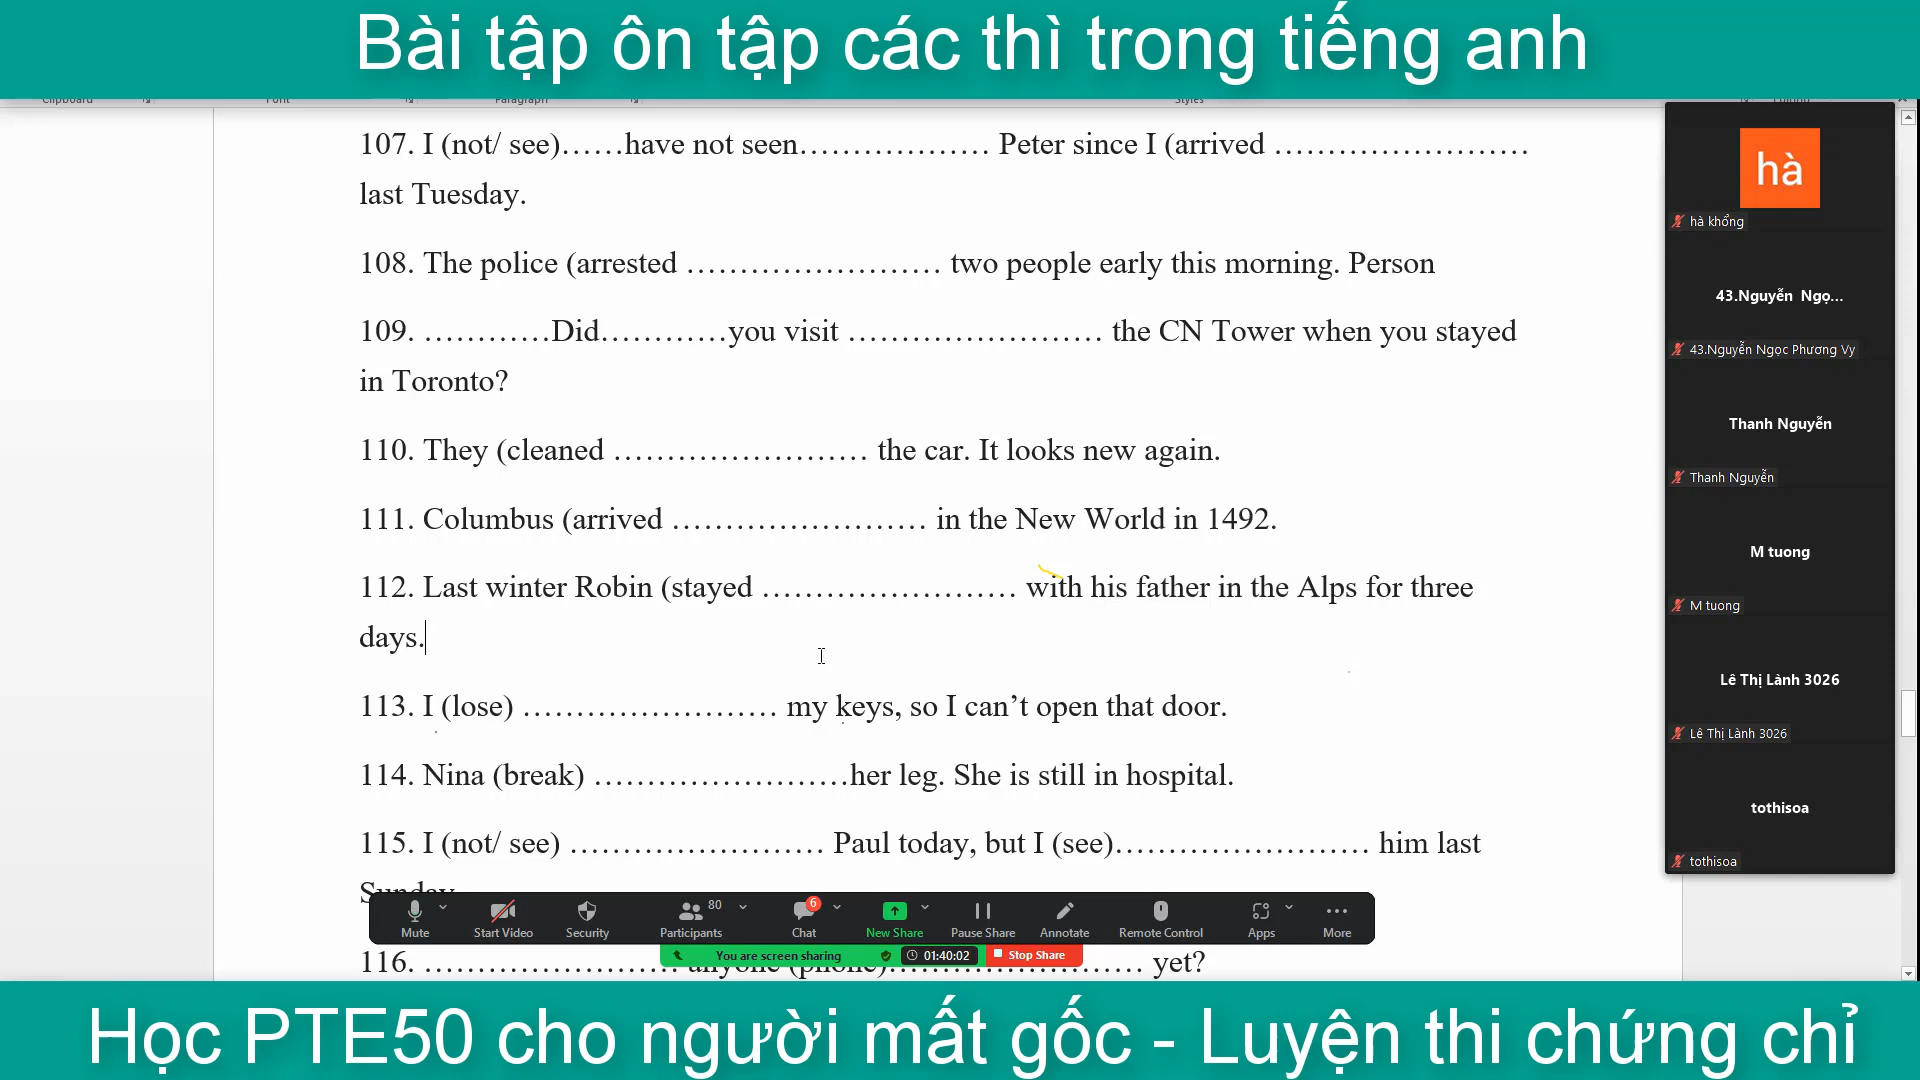 Bài tập ôn tập các thì trong tiếng anh
Clipboard Font Paragraph Styles
107. I (not/ see)……have not seen……………… Peter since I (arrived ……………………
last Tuesday.
108. The police (arrested …………………… two people early this morning. Person
109. …………Did…………you visit …………………… the CN Tower when you stayed
in Toronto?
110. They (cleaned …………………… the car. It looks new again.
111. Columbus (arrived …………………… in the New World in 1492.
112. Last winter Robin (stayed …………………… with his father in the Alps for three
days.
113. I (lose) …………………… my keys, so I can’t open that door.
114. Nina (break) ……………………her leg. She is still in hospital.
115. I (not/ see) …………………… Paul today, but I (see)…………………… him last
Sunday
116. …………………… anyone (phone)…………………… yet?
hà
hà khổng
43.Nguyễn Ngọ...
43.Nguyễn Ngọc Phương Vy
Thanh Nguyễn
Thanh Nguyễn
M tuong
M tuong
Lê Thị Lành 3026
Lê Thị Lành 3026
tothisoa
tothisoa
80 6
Mute Start Video Security Participants Chat New Share Pause Share Annotate Remote Control Apps More
You are screen sharing 01:40:02 Stop Share
Học PTE50 cho người mất gốc - Luyện thi chứng chỉ